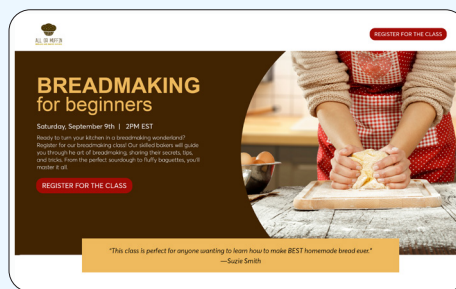 ALL OR MUFFIN
REGISTER FOR THE CLASS
BREADMAKING
for beginners
Saturday, September 9th | 2PM EST
Ready to turn your kitchen in a breadmaking wonderland?
Register for our breadmaking class! Our skilled bakers will guide
you through he art of breadmaking, sharing their secrets, tips,
and tricks. From the perfect sourdough to fluffy baguettes, you'll
master it all.
REGISTER FOR THE CLASS
"This class is perfect for anyone wanting to learn how to make BEST homemade bread ever."
—Suzie Smith